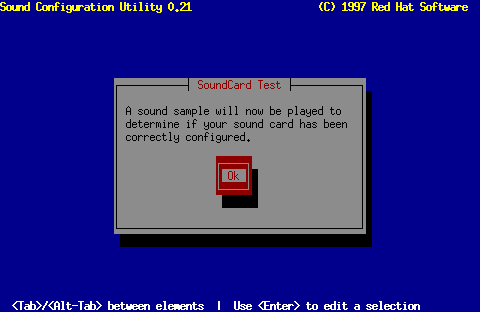 Sound Configuration Utility 0.21 (C) 1997 Red Hat Software
SoundCard Test
A sound sample will now be played to
determine if your sound card has been
correctly configured.
Ok
<Tab>/<Alt-Tab> between elements | Use <Enter> to edit a selection